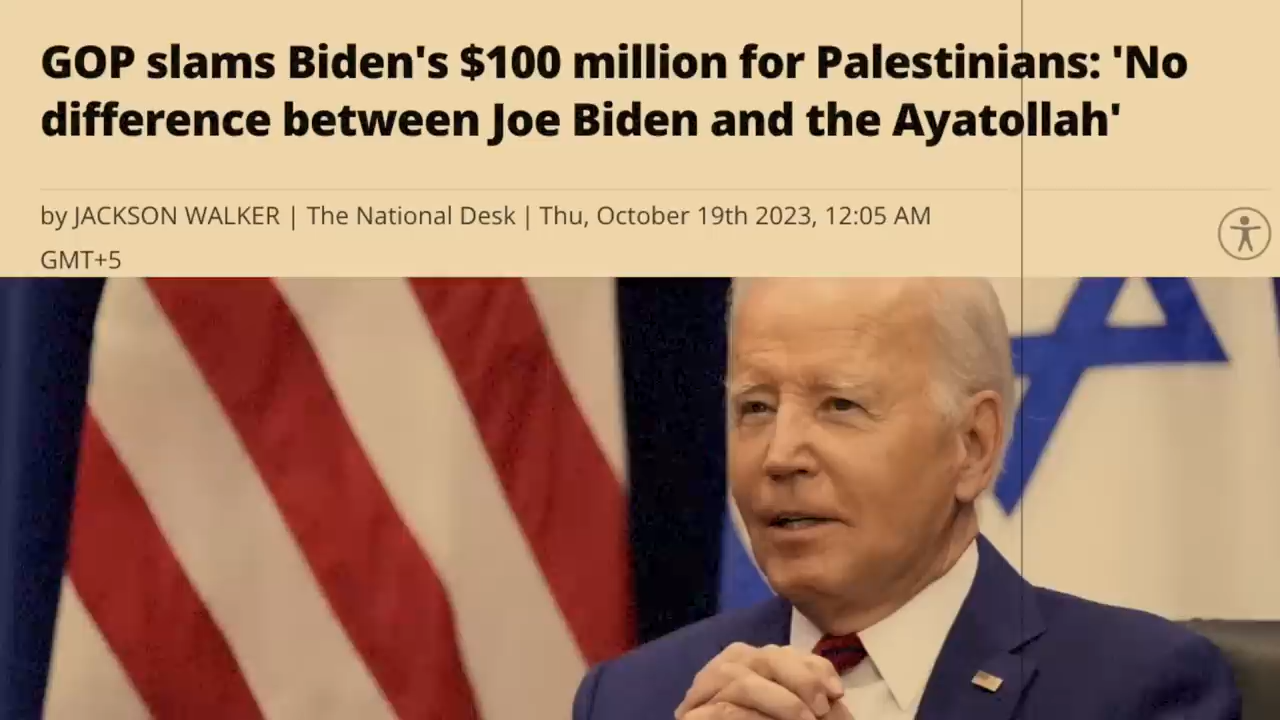 GOP slams Biden's $100 million for Palestinians: 'No
difference between Joe Biden and the Ayatollah'
by JACKSON WALKER | The National Desk | Thu, October 19th 2023, 12:05 AM
GMT+5